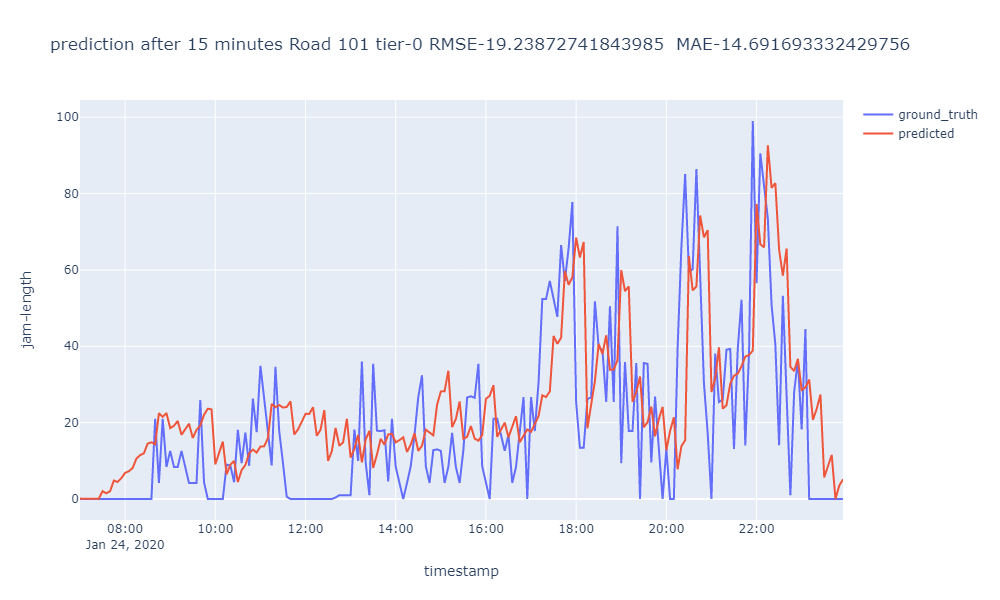 prediction after 15 minutes Road 101 tier-0 RMSE-19.23872741843985  MAE-14.691693332429756
ground_truth
predicted
100
80
60
40
20
0
jam-length
08:00 10:00 12:00 14:00 16:00 18:00 20:00 22:00
Jan 24, 2020
timestamp